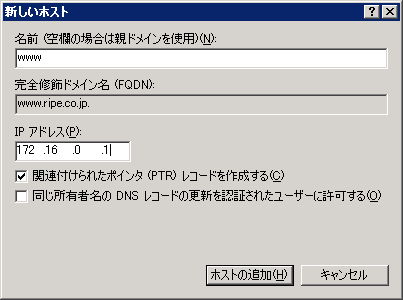 新しいホスト
名前 (空欄の場合は親ドメインを使用)(N):
www
完全修飾ドメイン名 (FQDN):
www.ripe.co.jp.
IP アドレス(P):
172 .16 .0 .1
関連付けられたポインタ (PTR) レコードを作成する(C)
同じ所有者名の DNS レコードの更新を認証されたユーザーに許可する(O)
ホストの追加(H) キャンセル